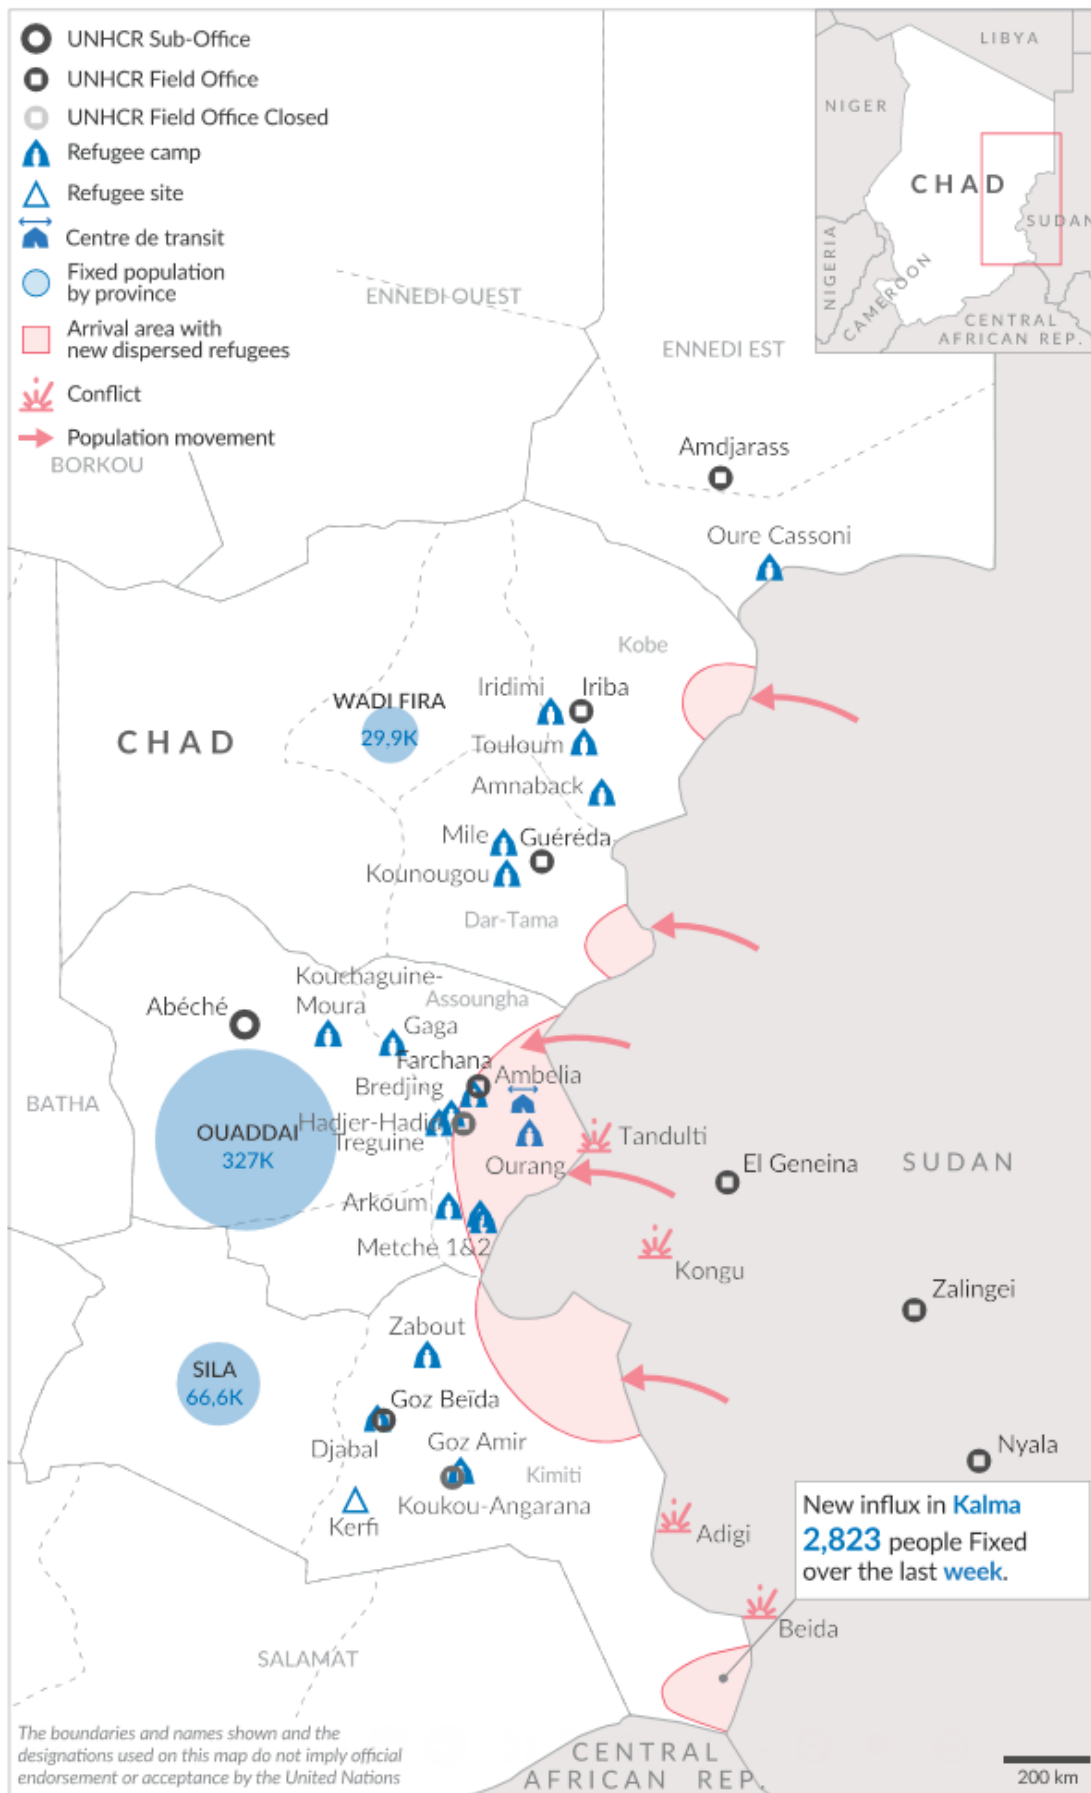 UNHCR Sub-Office
UNHCR Field Office
UNHCR Field Office Closed
Refugee camp
Refugee site
Centre de transit
Fixed population
by province
Arrival area with
new dispersed refugees
Conflict
Population movement
LIBYA
NIGER
CHAD
SUDAN
NIGERIA
CAMEROON
CENTRAL
AFRICAN REP.
ENNEDI-OUEST
ENNEDI EST
BORKOU
Amdjarass
Oure Cassoni
Kobe
Iridimi
Iriba
WADI FIRA
29,9K
CHAD
Touloum
Amnaback
Mile
Guéréda
Kounougou
Dar-Tama
Kouchaguine-
Moura
Assoungha
Abéché
Gaga
Farchana
Bredjing
Ambelia
BATHA
Hadjer-Hadid
Treguine
OUADDAI
327K
Tandulti
Ourang
El Geneina
SUDAN
Arkoum
Metche 1&2
Kongu
Zalingei
Zabout
SILA
66,6K
Goz Beïda
Djabal
Goz Amir
Kimiti
Nyala
Koukou-Angarana
Kerfi
New influx in Kalma
2,823 people Fixed
over the last week.
Adigi
Beida
SALAMAT
The boundaries and names shown and the
designations used on this map do not imply official
endorsement or acceptance by the United Nations
CENTRAL
AFRICAN REP.
200 km